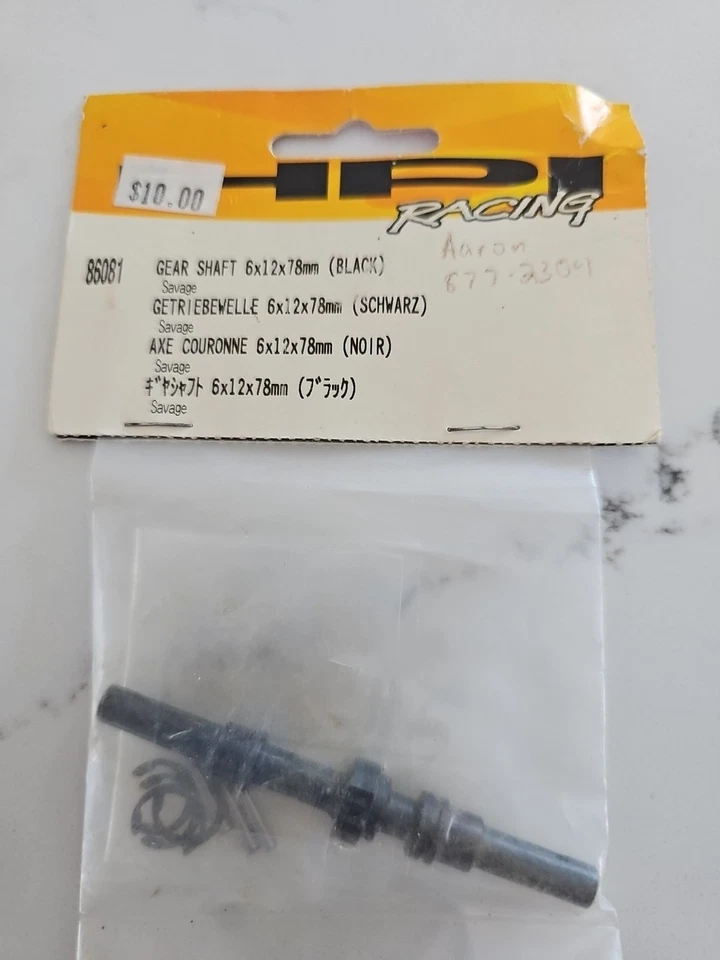 $10.00
HPI
RACING
Aaron
877-2309
86081 GEAR SHAFT 6x12x78mm (BLACK)
Savage
GETRIEBEWELLE 6x12x78mm (SCHWARZ)
Savage
AXE COURONNE 6x12x78mm (NOIR)
Savage
ギヤシャフト 6x12x78mm (ブラック)
Savage